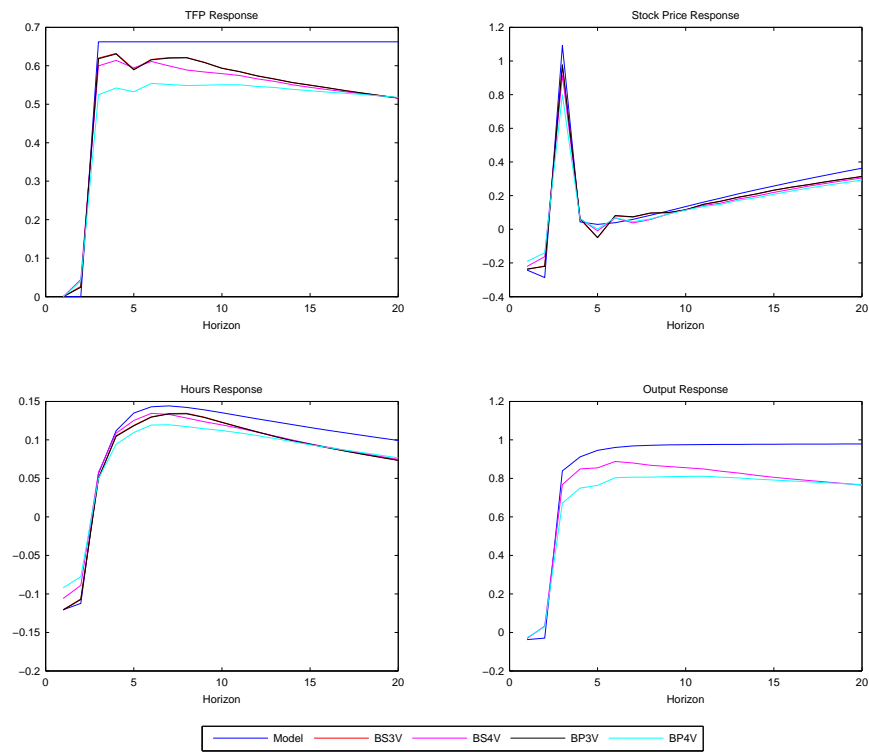 TFP Response
0.7
0.6
0.5
0.4
0.3
0.2
0.1
0
0 5 10 15 20
Horizon
Stock Price Response
1.2
1
0.8
0.6
0.4
0.2
0
−0.2
−0.4
0 5 10 15 20
Horizon
Hours Response
0.15
0.1
0.05
0
−0.05
−0.1
−0.15
−0.2
0 5 10 15 20
Horizon
Output Response
1.2
1
0.8
0.6
0.4
0.2
0
−0.2
0 5 10 15 20
Horizon
Model BS3V BS4V BP3V BP4V